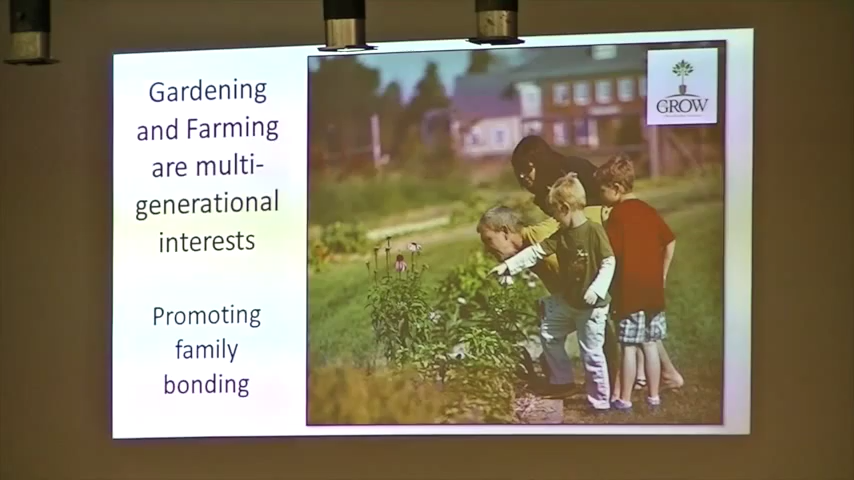 Gardening
and Farming
are multi-
generational
interests
Promoting
family
bonding
GROW